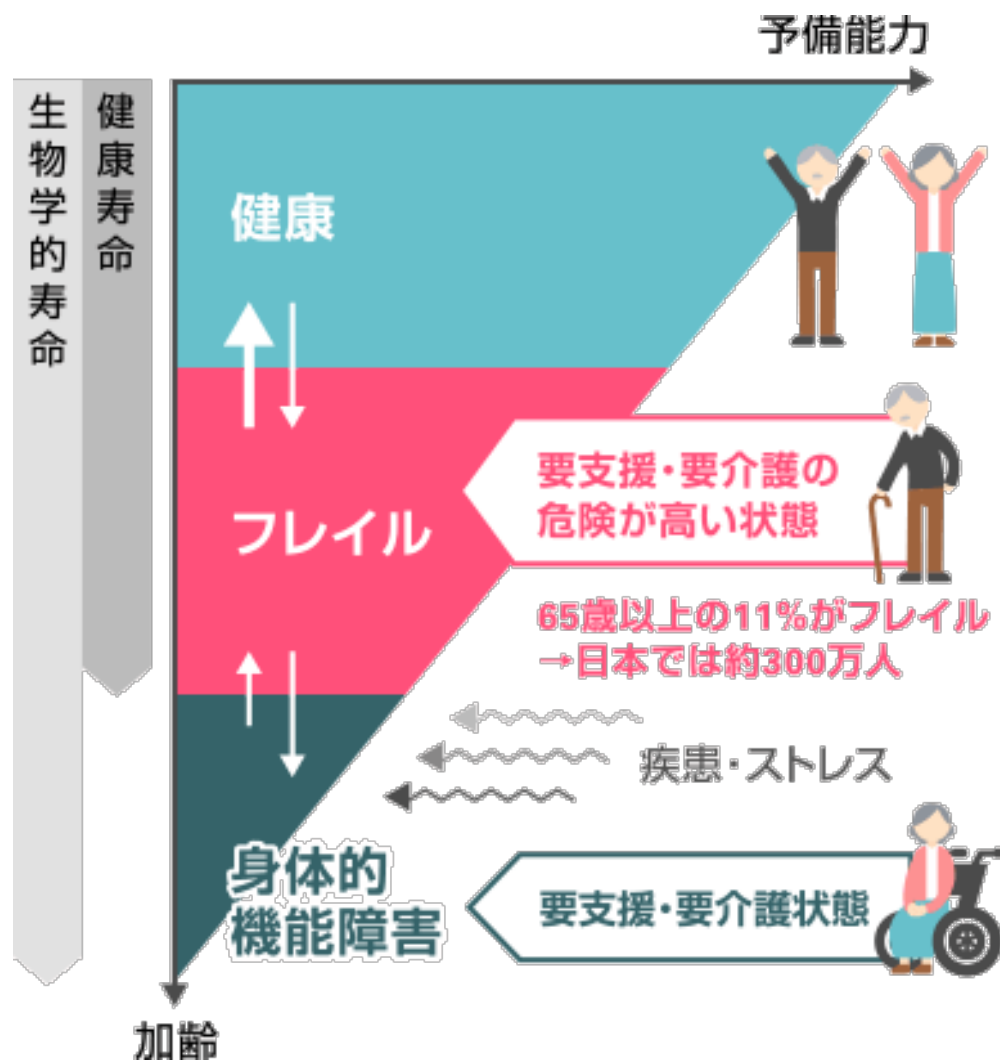 予備能力
生物学的寿命
健康寿命
健康
フレイル
要支援・要介護の
危険が高い状態
65歳以上の11%がフレイル
→日本では約300万人
疾患・ストレス
身体的
機能障害
要支援・要介護状態
加齢